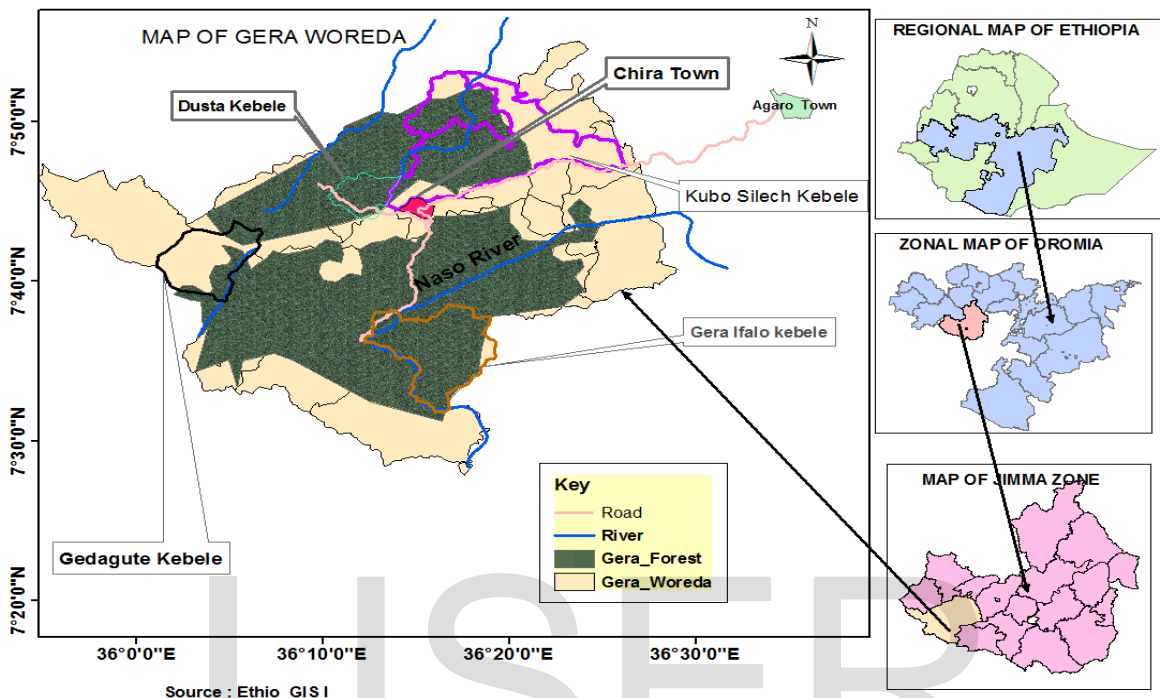 MAP OF GERA WOREDA
N
Chira Town
Dusta Kebele
Agaro Town
Kubo Silech Kebele
Naso River
Gera Ifalo kebele
Gedagute Kebele
7°50'0"N
7°40'0"N
7°30'0"N
7°20'0"N
36°0'0"E
36°10'0"E
36°20'0"E
36°30'0"E
Key
Road
River
Gera_Forest
Gera_Woreda
REGIONAL MAP OF ETHIOPIA
ZONAL MAP OF OROMIA
MAP OF JIMMA ZONE
IJSER
Source : Ethio GIS I